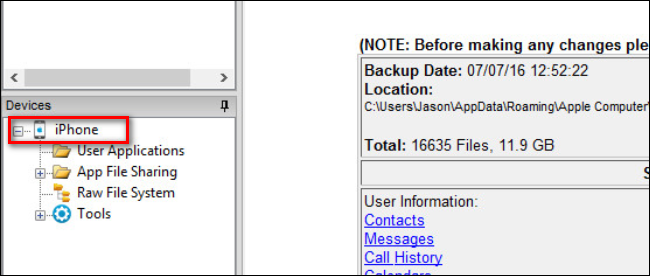 (NOTE: Before making any changes ple
Backup Date: 07/07/16 12:52:22
Location:
C:\Users\Jason\AppData\Roaming\Apple Computer\
Total: 16635 Files, 11.9 GB
S
User Information:
Contacts
Messages
Call History
Calendars
Devices
iPhone
User Applications
App File Sharing
Raw File System
Tools